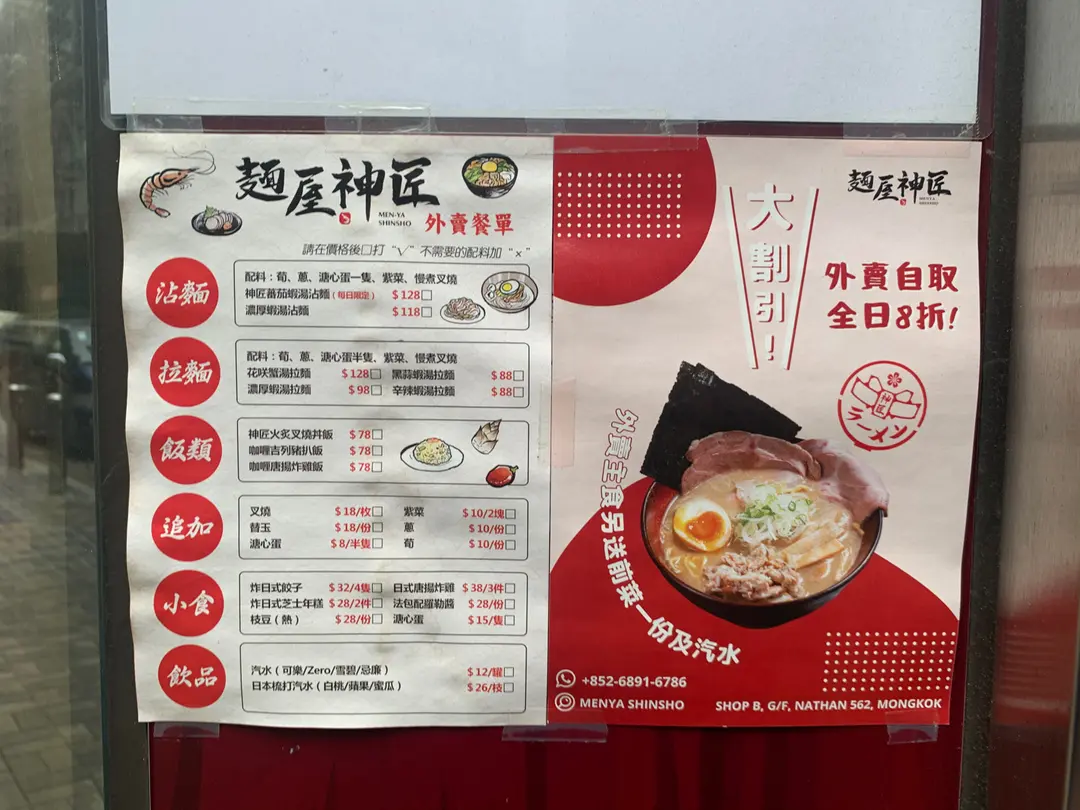 麵屋神匠
MEN-YA
SHINSHO
外賣餐單
請在價格後□打“√”不需要的配料加“×”
沾麵
配料：荀、蔥、溏心蛋一隻、紫菜、慢煮叉燒
神匠蕃茄蝦湯沾麵（每日限定） $128□
濃厚蝦湯沾麵 $118□
拉麵
配料：荀、蔥、溏心蛋半隻、紫菜、慢煮叉燒
花咲蟹湯拉麵 $128□ 黑蒜蝦湯拉麵 $88□
濃厚蝦湯拉麵 $98□ 辛辣蝦湯拉麵 $88□
飯類
神匠火炙叉燒丼飯 $78□
咖喱吉列豬扒飯 $78□
咖喱唐揚炸雞飯 $78□
追加
叉燒 $18/枚□ 紫菜 $10/2塊□
替玉 $18/份□ 蔥 $10/份□
溏心蛋 $8/半隻□ 荀 $10/份□
小食
炸日式餃子 $32/4隻□ 日式唐揚炸雞 $38/3件□
炸日式芝士年糕 $28/2件□ 法包配羅勒醬 $28/份□
枝豆（熱） $28/份□ 溏心蛋 $15/隻□
飲品
汽水（可樂/Zero/雪碧/忌廉） $12/罐□
日本梳打汽水（白桃/蘋果/蜜瓜） $26/枝□
麵屋神匠
MEN-YA
SHINSHO
大割引！
外賣自取
全日8折!
ラーメン
外賣主食另送前菜一份及汽水
+852-6891-6786
MENYA SHINSHO
SHOP B, G/F, NATHAN 562, MONGKOK